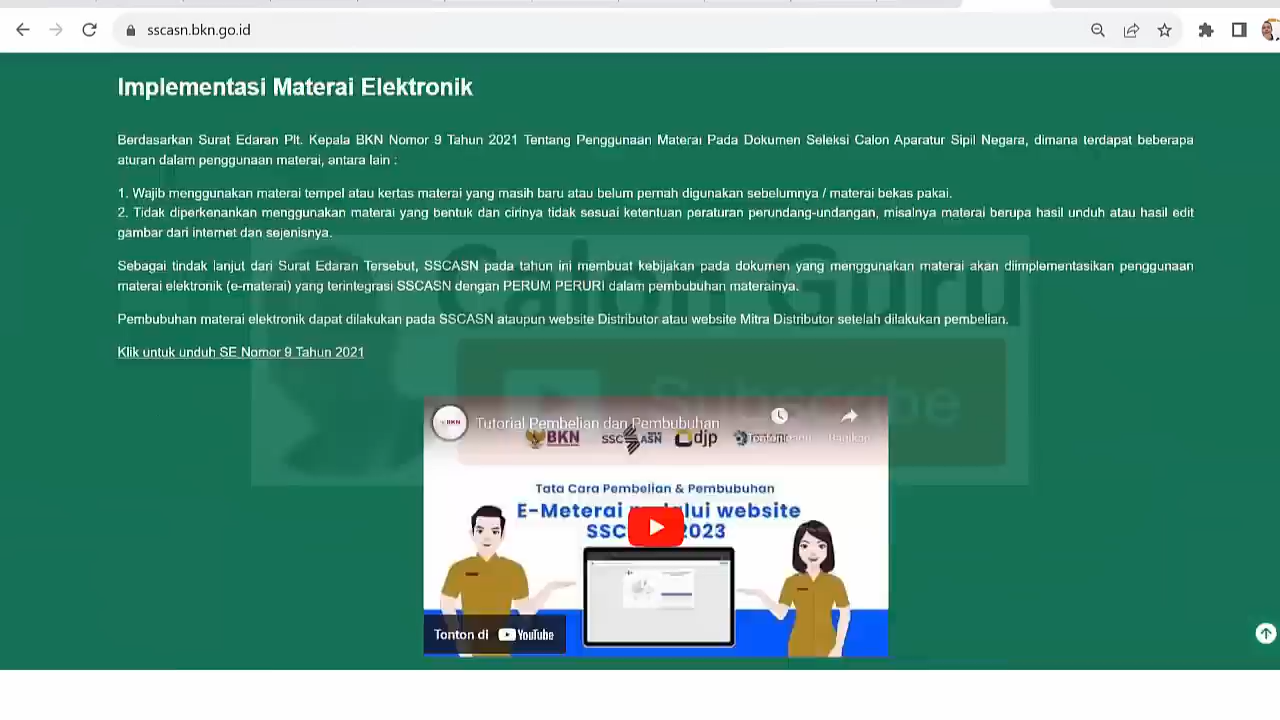 sscasn.bkn.go.id
Implementasi Materai Elektronik
Berdasarkan Surat Edaran Plt. Kepala BKN Nomor 9 Tahun 2021 Tentang Penggunaan Materai Pada Dokumen Seleksi Calon Aparatur Sipil Negara, dimana terdapat beberapa
aturan dalam penggunaan materai, antara lain :
1. Wajib menggunakan materai tempel atau kertas materai yang masih baru atau belum pernah digunakan sebelumnya / materai bekas pakai.
2. Tidak diperkenankan menggunakan materai yang bentuk dan cirinya tidak sesuai ketentuan peraturan perundang-undangan, misalnya materai berupa hasil unduh atau hasil edit
gambar dari internet dan sejenisnya.
Sebagai tindak lanjut dari Surat Edaran Tersebut, SSCASN pada tahun ini membuat kebijakan pada dokumen yang menggunakan materai akan diimplementasikan penggunaan
materai elektronik (e-materai) yang terintegrasi SSCASN dengan PERUM PERURI dalam pembubuhan materainya.
Pembubuhan materai elektronik dapat dilakukan pada SSCASN ataupun website Distributor atau website Mitra Distributor setelah dilakukan pembelian.
Klik untuk unduh SE Nomor 9 Tahun 2021
Calon Guru
Subscribe
BKN
Tutorial Pembelian dan Pembubuhan
BKN SSCASN djp
Bagikan
Tata Cara Pembelian & Pembubuhan
E-Meterai melalui website
2023
Tonton di YouTube